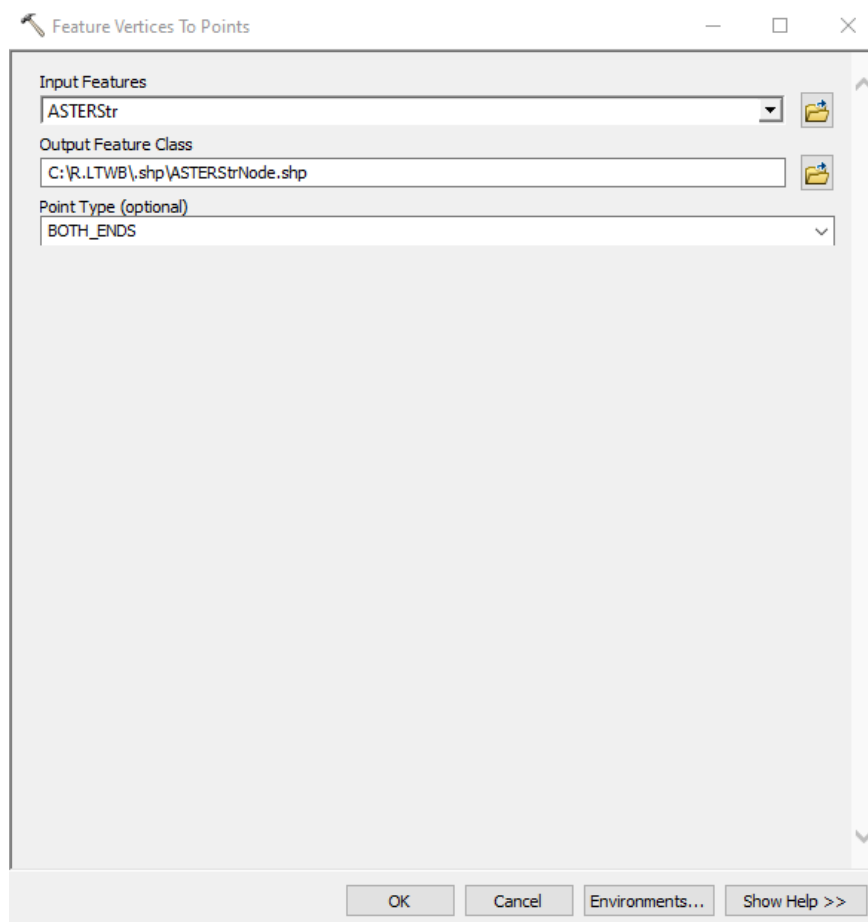 Feature Vertices To Points
Input Features
ASTERStr
Output Feature Class
C:\R.LTWB\.shp\ASTERStrNode.shp
Point Type (optional)
BOTH_ENDS
OK Cancel Environments... Show Help >>